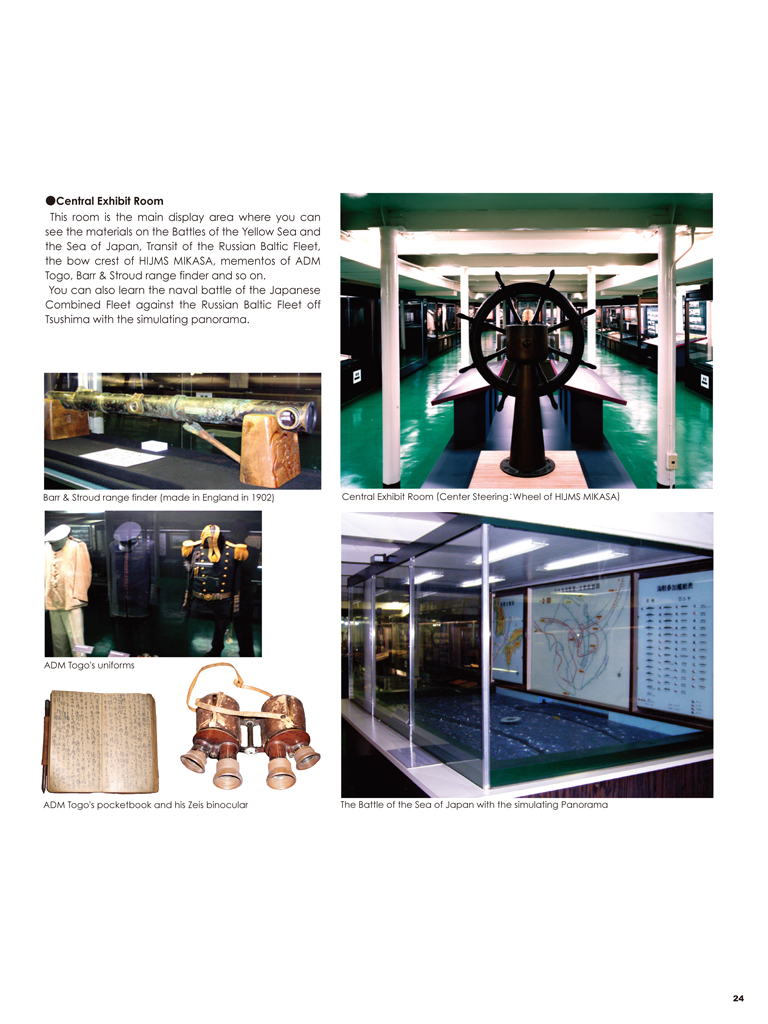 ●Central Exhibit Room
This room is the main display area where you can
see the materials on the Battles of the Yellow Sea and
the Sea of Japan, Transit of the Russian Baltic Fleet,
the bow crest of HIJMS MIKASA, mementos of ADM
Togo, Barr & Stroud range finder and so on.
You can also learn the naval battle of the Japanese
Combined Fleet against the Russian Baltic Fleet off
Tsushima with the simulating panorama.
Barr & Stroud range finder (made in England in 1902)
Central Exhibit Room (Center Steering:Wheel of HIJMS MIKASA)
ADM Togo's uniforms
ADM Togo's pocketbook and his Zeis binocular
The Battle of the Sea of Japan with the simulating Panorama
24